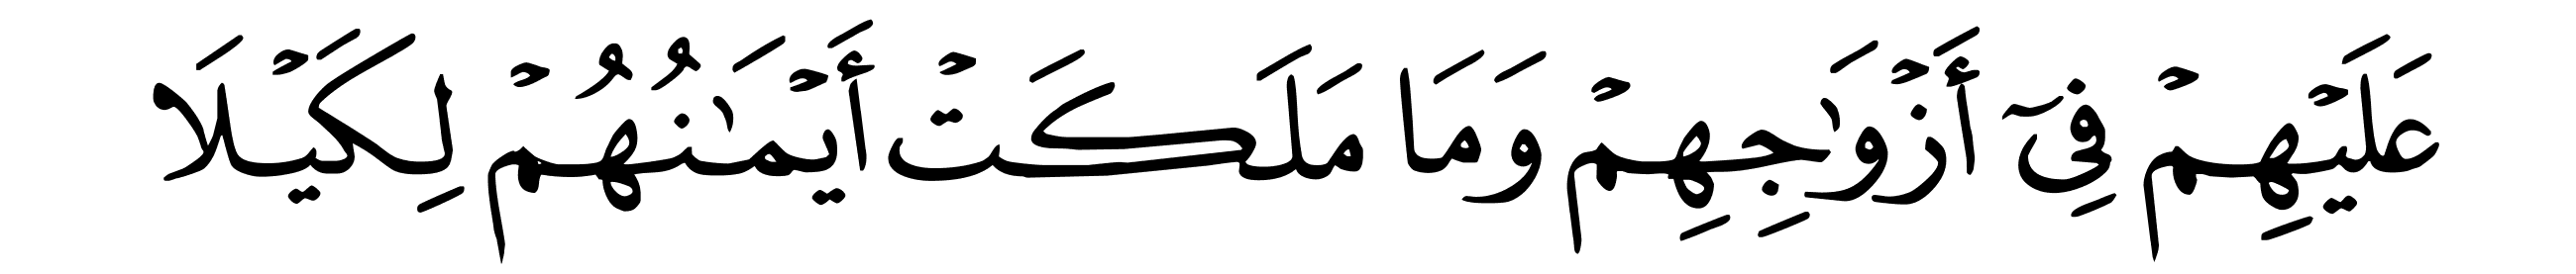 عَلَيْهِمْ فِىٓ أَزْوَٰجِهِمْ وَمَا مَلَكَتْ أَيْمَـٰنُهُمْ لِكَيْلَا